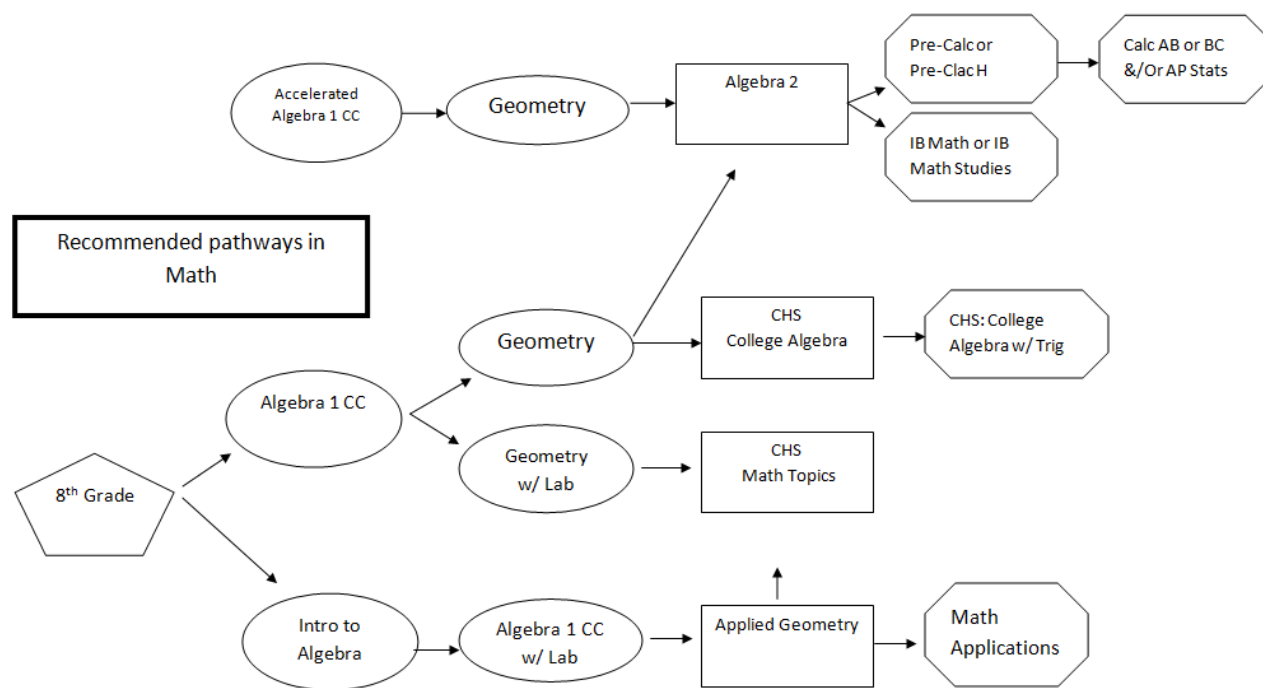 Accelerated
Algebra 1 CC
Geometry
Algebra 2
Pre-Calc or
Pre-Clac H
Calc AB or BC
&/Or AP Stats
IB Math or IB
Math Studies
Recommended pathways in
Math
Geometry
CHS
College Algebra
CHS: College
Algebra w/ Trig
Algebra 1 CC
Geometry
w/ Lab
CHS
Math Topics
8th Grade
Intro to
Algebra
Algebra 1 CC
w/ Lab
Applied Geometry
Math
Applications